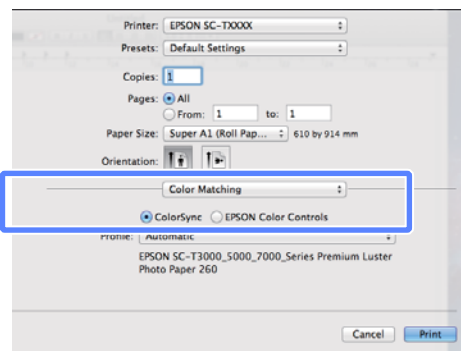 Printer: EPSON SC-TXXXX
Presets: Default Settings
Copies: 1
Pages: All
From: 1 to: 1
Paper Size: Super A1 (Roll Pap... 610 by 914 mm
Orientation:
Color Matching
ColorSync EPSON Color Controls
Profile: Automatic
EPSON SC-T3000_5000_7000_Series Premium Luster
Photo Paper 260
Cancel Print